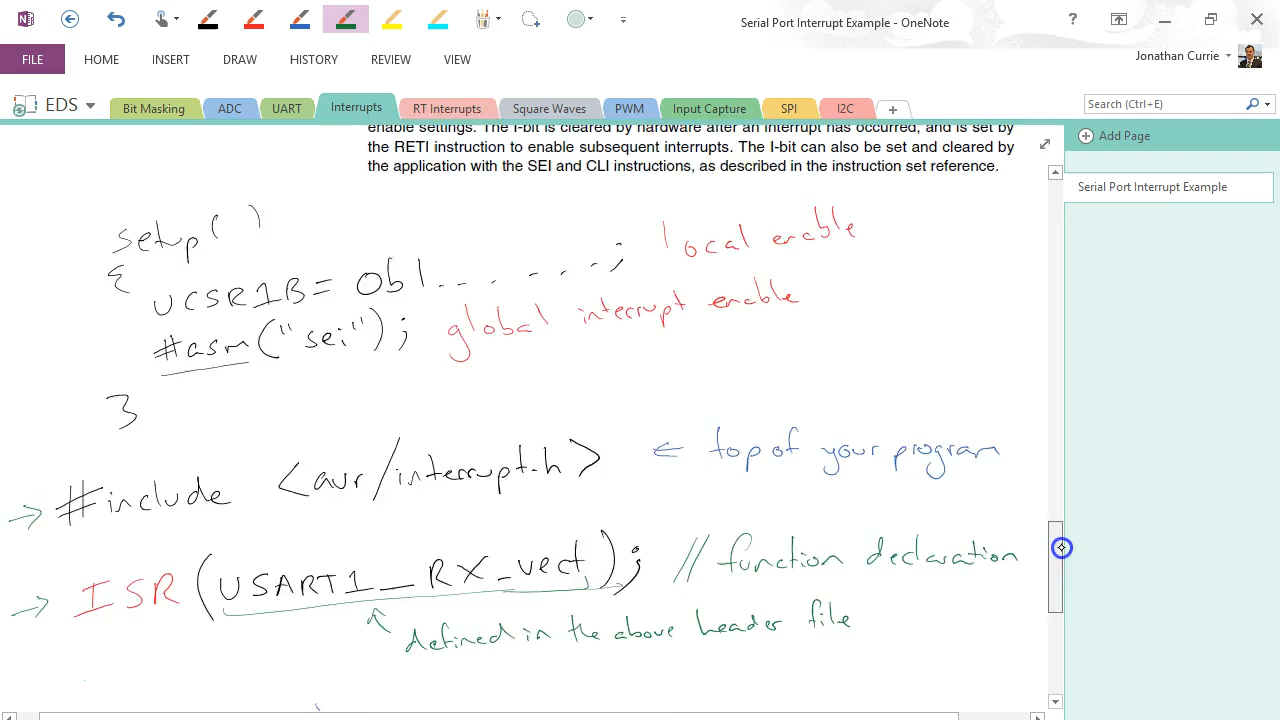 Serial Port Interrupt Example - OneNote
?
FILE HOME INSERT DRAW HISTORY REVIEW VIEW
Jonathan Currie
EDS
Bit Masking ADC UART Interrupts RT Interrupts Square Waves PWM Input Capture SPI I2C
Search (Ctrl+E)
Add Page
Serial Port Interrupt Example
enable settings. The I-bit is cleared by hardware after an interrupt has occurred, and is set by
the RETI instruction to enable subsequent interrupts. The I-bit can also be set and cleared by
the application with the SEI and CLI instructions, as described in the instruction set reference.
setup()
{
UCSR1B = 0b1.......; local enable
#asm("sei"); global interrupt enable
}
#include <avr/interrupt.h> ← top of your program
→ ISR (USART1_RX_vect); // function declaration
↑ defined in the above header file